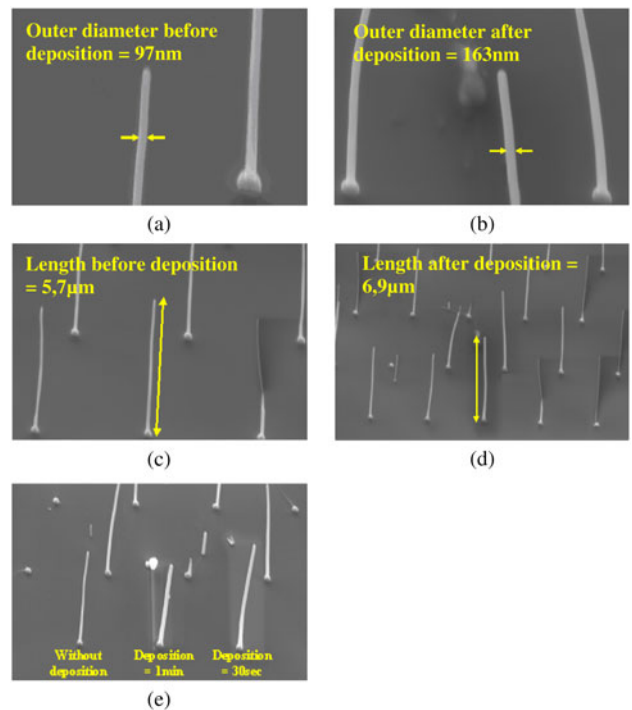 Outer diameter before
deposition = 97nm
Outer diameter after
deposition = 163nm
(a)
(b)
Length before deposition
= 5,7µm
Length after deposition =
6,9µm
(c)
(d)
Without
deposition
Deposition
= 1min
Deposition
= 30sec
(e)